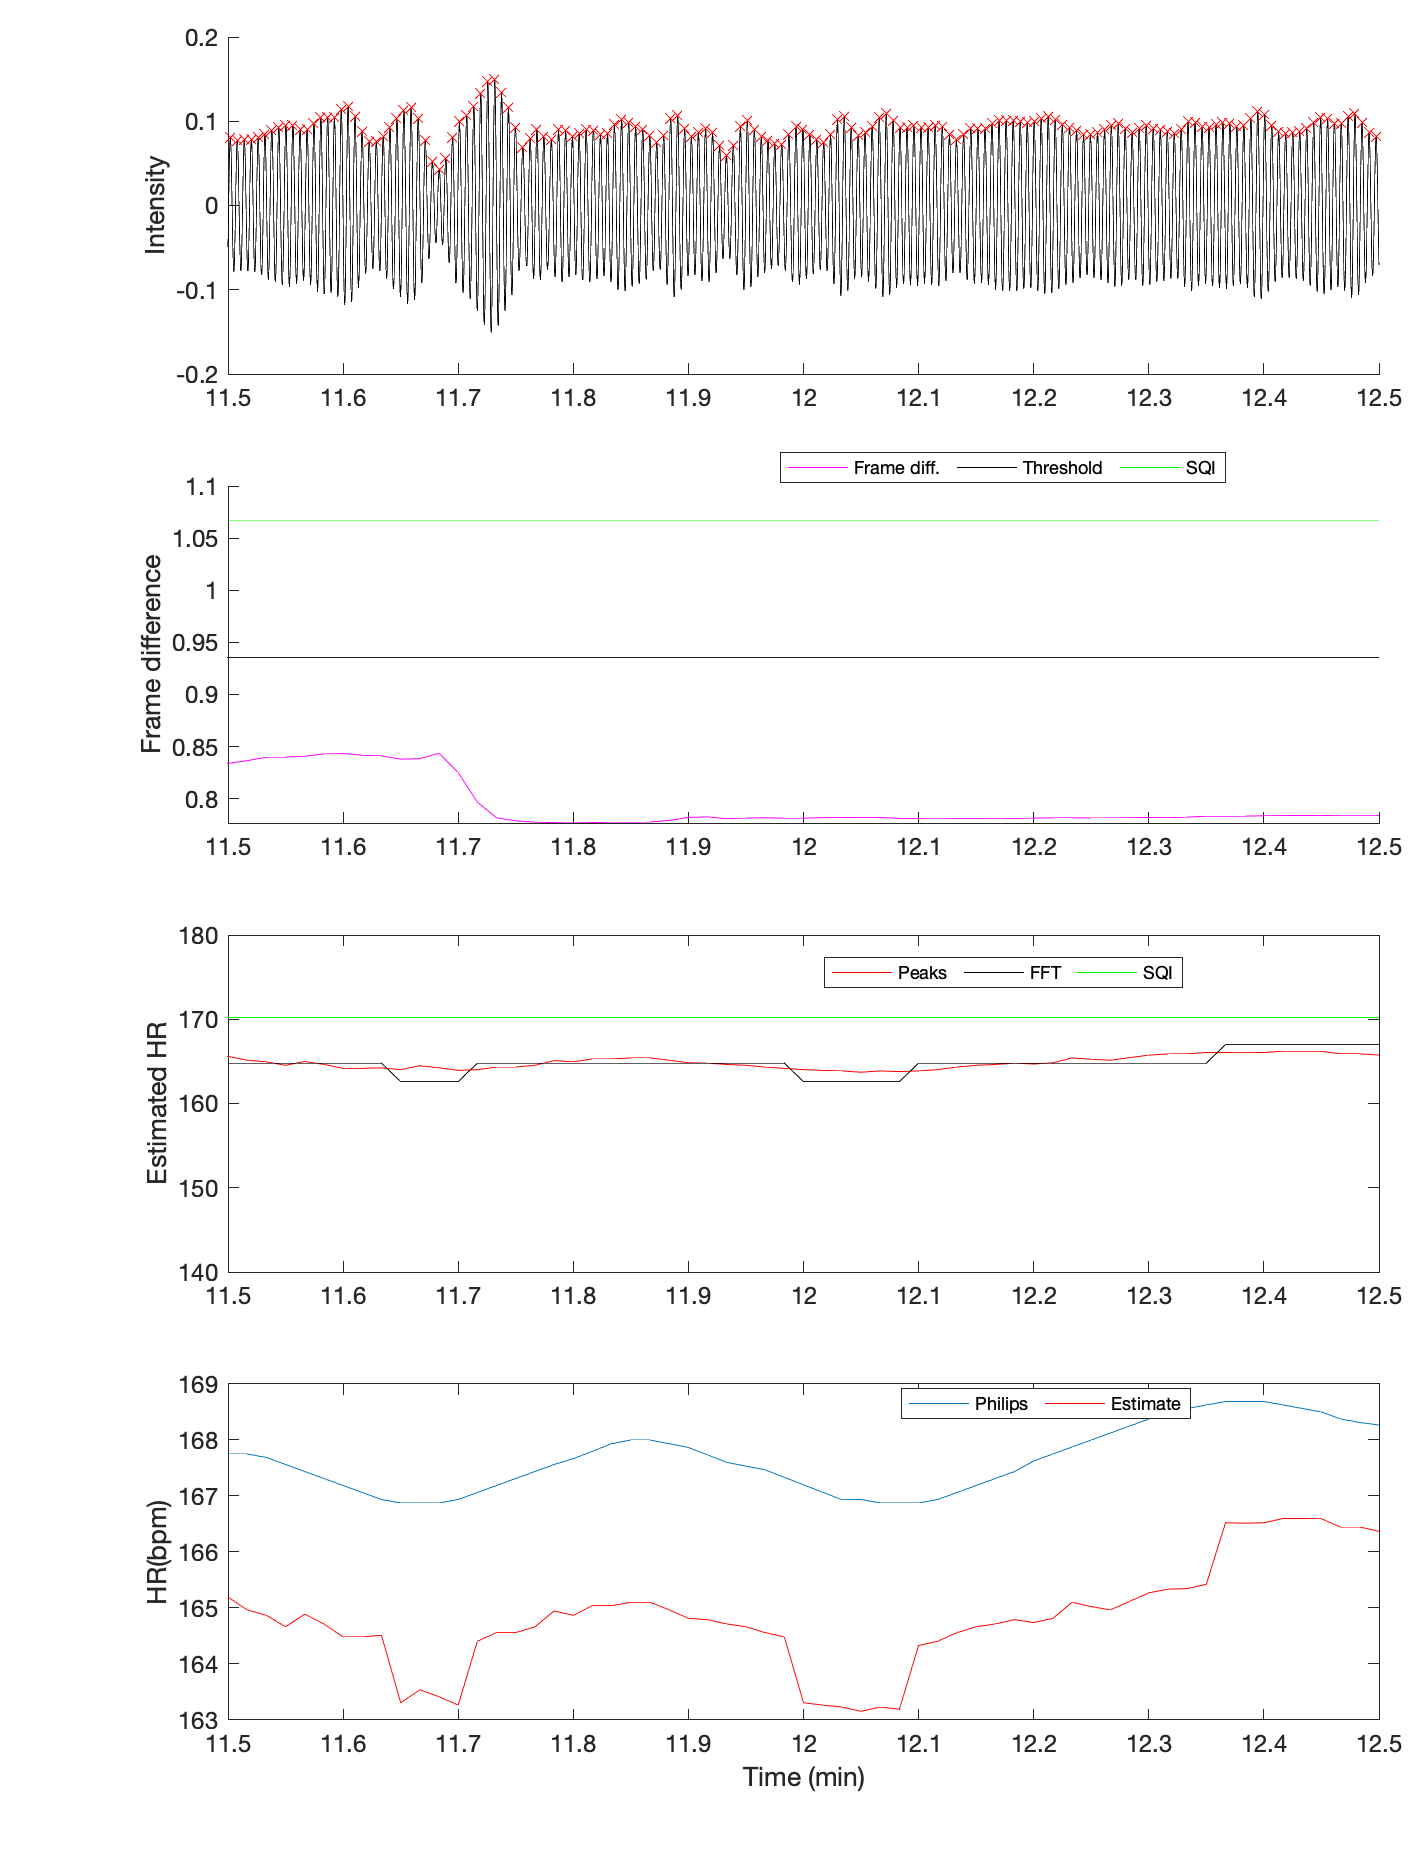 0.2
0.1
0
-0.1
-0.2
Intensity
11.5 11.6 11.7 11.8 11.9 12 12.1 12.2 12.3 12.4 12.5
Frame diff. Threshold SQI
1.1
1.05
1
0.95
0.9
0.85
0.8
Frame difference
11.5 11.6 11.7 11.8 11.9 12 12.1 12.2 12.3 12.4 12.5
180
Peaks FFT SQI
170
160
150
140
Estimated HR
11.5 11.6 11.7 11.8 11.9 12 12.1 12.2 12.3 12.4 12.5
169
Philips Estimate
168
167
166
165
164
163
HR(bpm)
11.5 11.6 11.7 11.8 11.9 12 12.1 12.2 12.3 12.4 12.5
Time (min)